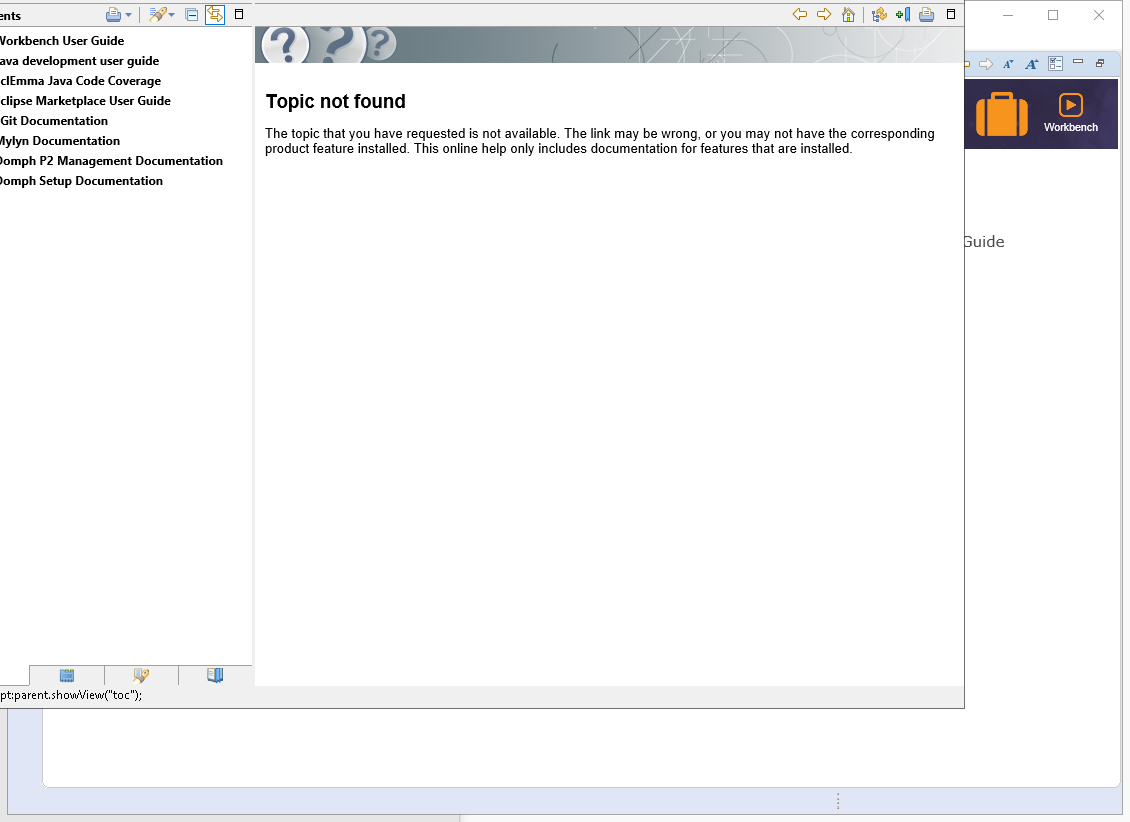 ents
Workbench User Guide
ava development user guide
clEmma Java Code Coverage
clipse Marketplace User Guide
Git Documentation
Mylyn Documentation
Oomph P2 Management Documentation
Oomph Setup Documentation
Topic not found
The topic that you have requested is not available. The link may be wrong, or you may not have the corresponding
product feature installed. This online help only includes documentation for features that are installed.
Workbench
Guide
pt:parent.showView("toc");